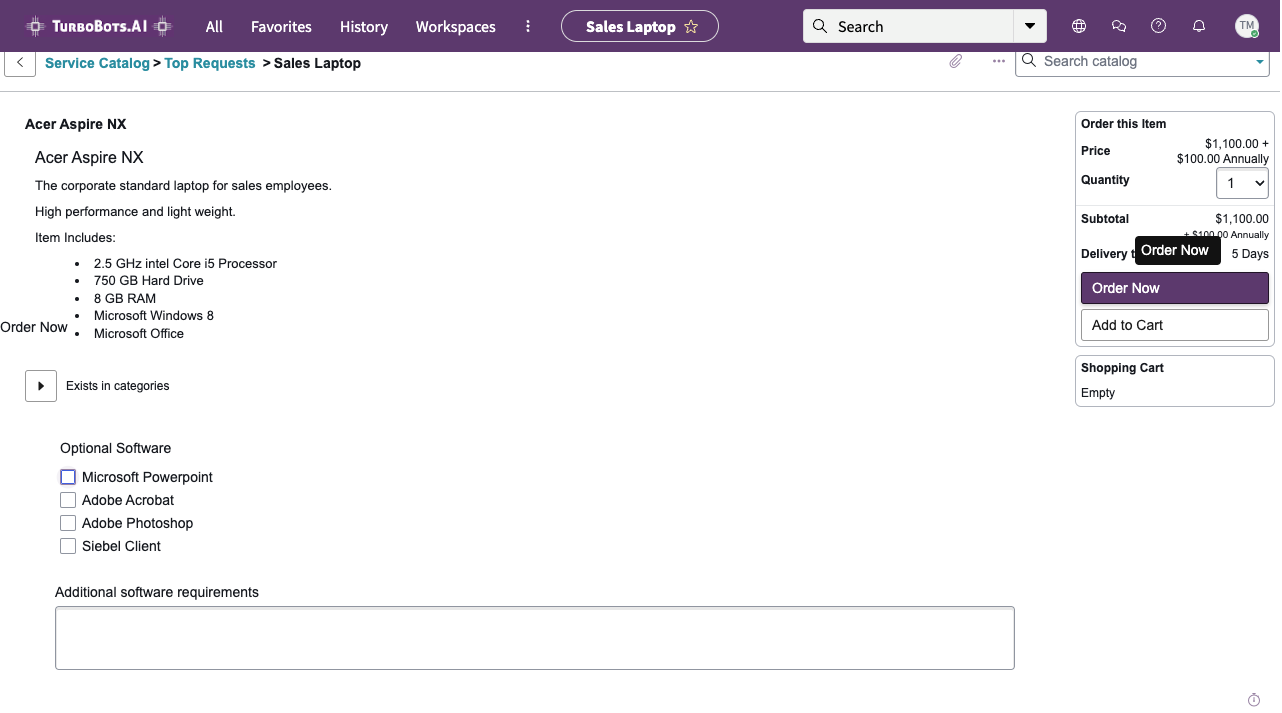 TurboBots.AI
All
Favorites
History
Workspaces
Sales Laptop
Search
TM
Service Catalog > Top Requests > Sales Laptop
Search catalog
Acer Aspire NX
Acer Aspire NX
The corporate standard laptop for sales employees.
High performance and light weight.
Item Includes:
2.5 GHz intel Core i5 Processor
750 GB Hard Drive
8 GB RAM
Microsoft Windows 8
Order Now
Microsoft Office
Exists in categories
Optional Software
Microsoft Powerpoint
Adobe Acrobat
Adobe Photoshop
Siebel Client
Additional software requirements
Order this Item
Price
$1,100.00 +
$100.00 Annually
Quantity
1
Subtotal
$1,100.00
+ $100.00 Annually
Delivery
Order Now
5 Days
Order Now
Add to Cart
Shopping Cart
Empty